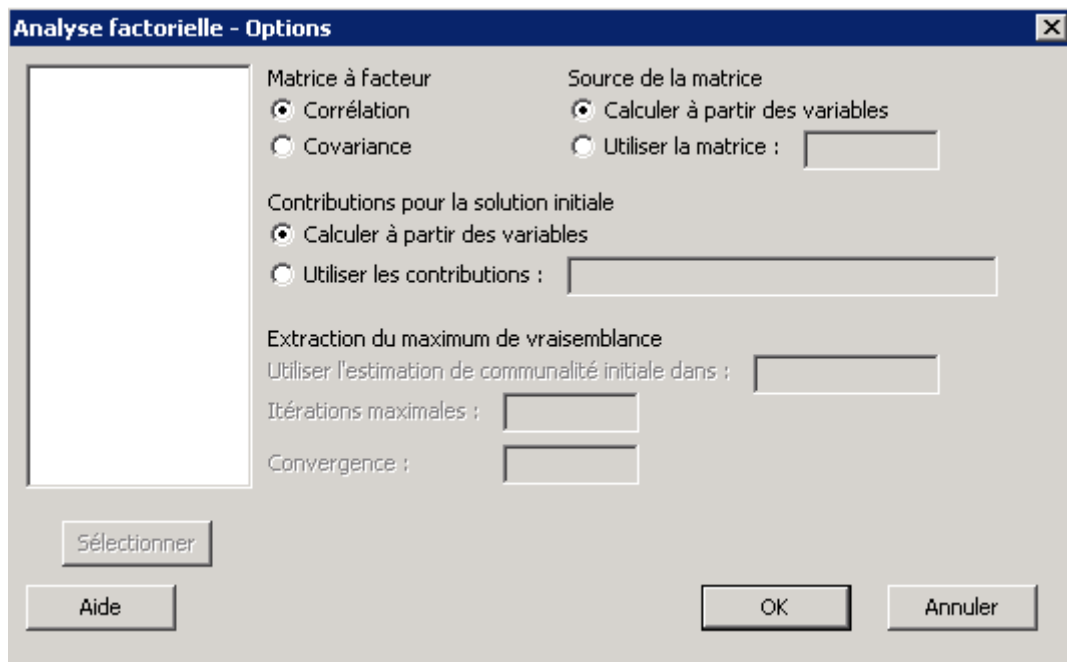 Analyse factorielle - Options
Matrice à facteur
Source de la matrice
Corrélation
Calculer à partir des variables
Covariance
Utiliser la matrice :
Contributions pour la solution initiale
Calculer à partir des variables
Utiliser les contributions :
Extraction du maximum de vraisemblance
Utiliser l'estimation de communalité initiale dans :
Itérations maximales :
Convergence :
Sélectionner
Aide
OK
Annuler